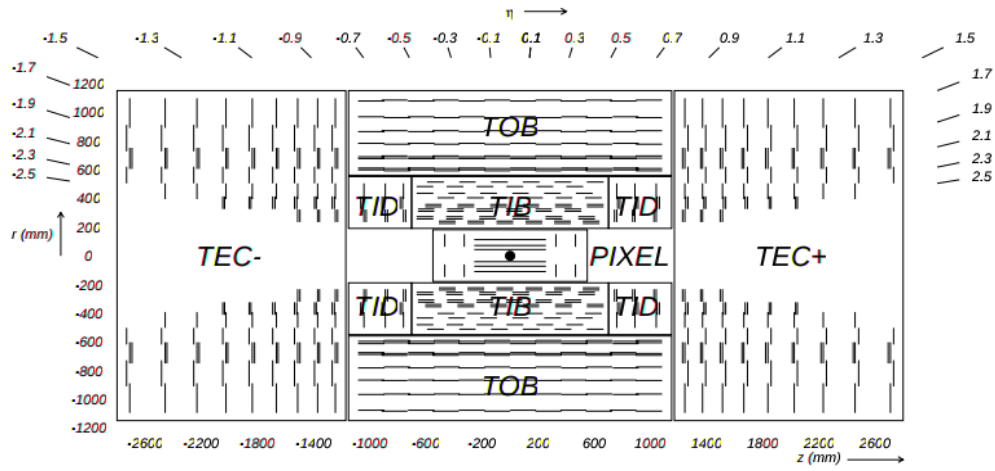 η
-1.5 -1.3 -1.1 -0.9 -0.7 -0.5 -0.3 -0.1 0.1 0.3 0.5 0.7 0.9 1.1 1.3 1.5
-1.7 1.7
-1.9 1.9
-2.1 2.1
-2.3 2.3
-2.5 2.5
1200
1000
800
600
400
200
0
-200
-400
-600
-800
-1000
-1200
r (mm)
TOB
TID TIB TID
TEC- PIXEL TEC+
TID TIB TID
TOB
-2600 -2200 -1800 -1400 -1000 -600 -200 200 600 1000 1400 1800 2200 2600
z (mm)